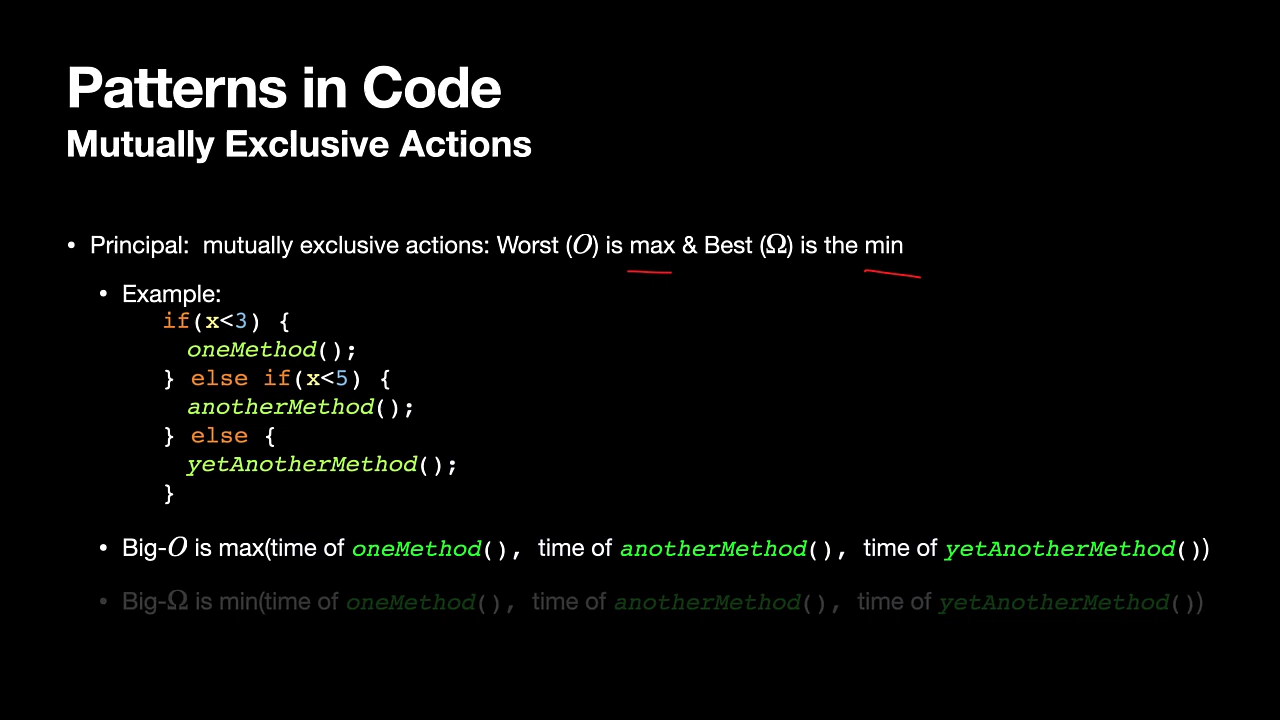 Patterns in Code
Mutually Exclusive Actions
• Principal: mutually exclusive actions: Worst (O) is max & Best (Ω) is the min
• Example:
if(x<3) {
oneMethod();
} else if(x<5) {
anotherMethod();
} else {
yetAnotherMethod();
}
• Big-O is max(time of oneMethod(), time of anotherMethod(), time of yetAnotherMethod())
• Big-Ω is min(time of oneMethod(), time of anotherMethod(), time of yetAnotherMethod())